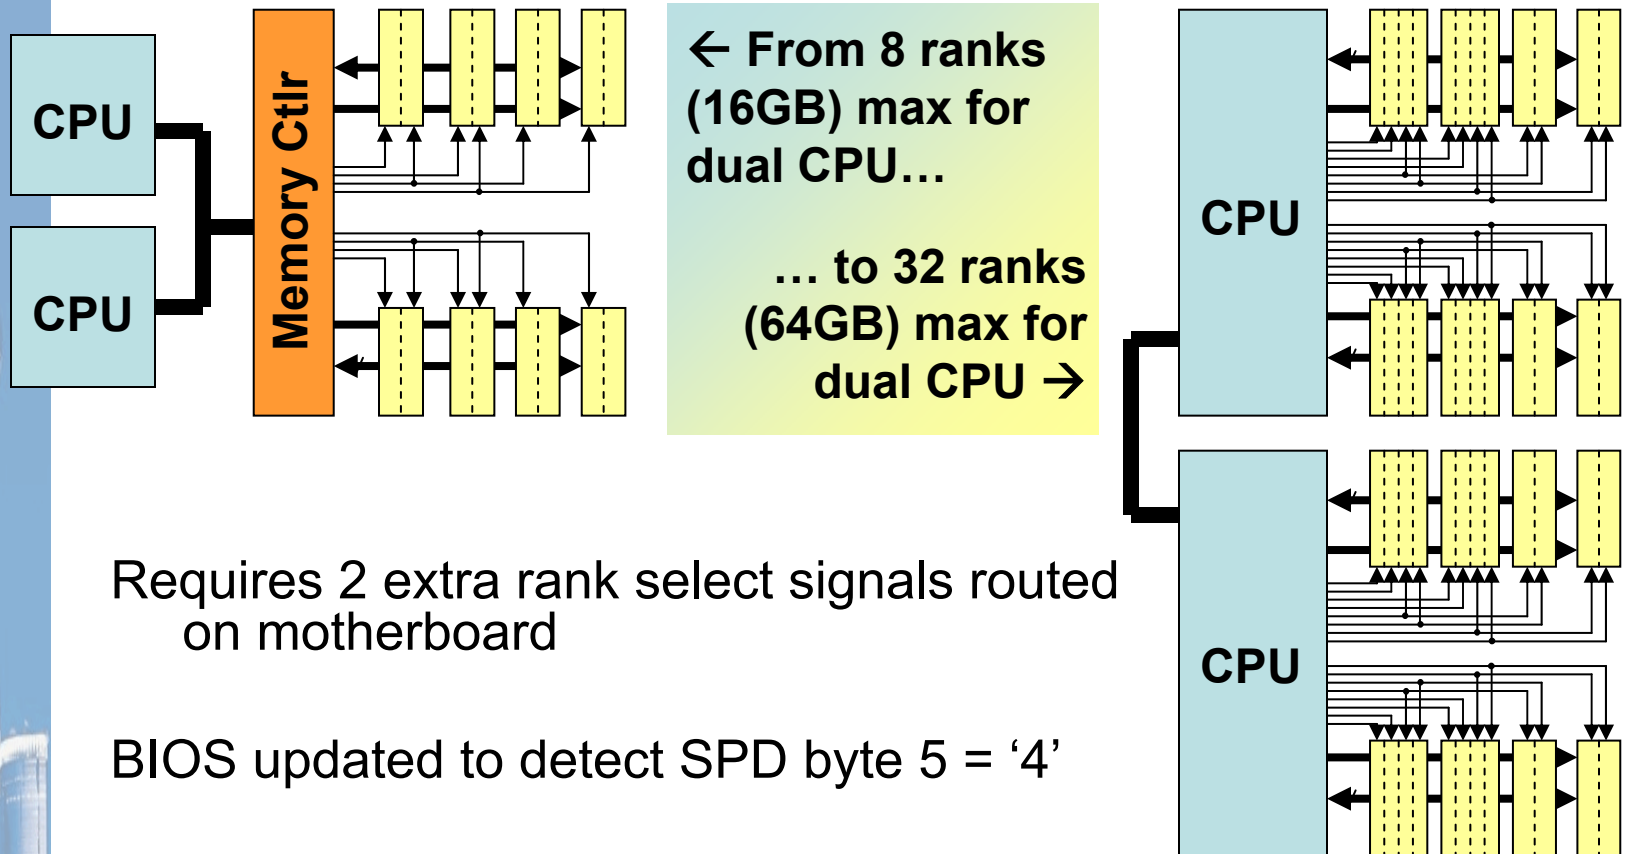 CPU
CPU
Memory Ctlr
← From 8 ranks
(16GB) max for
dual CPU…
… to 32 ranks
(64GB) max for
dual CPU →
CPU
CPU
Requires 2 extra rank select signals routed
on motherboard
BIOS updated to detect SPD byte 5 = ‘4’